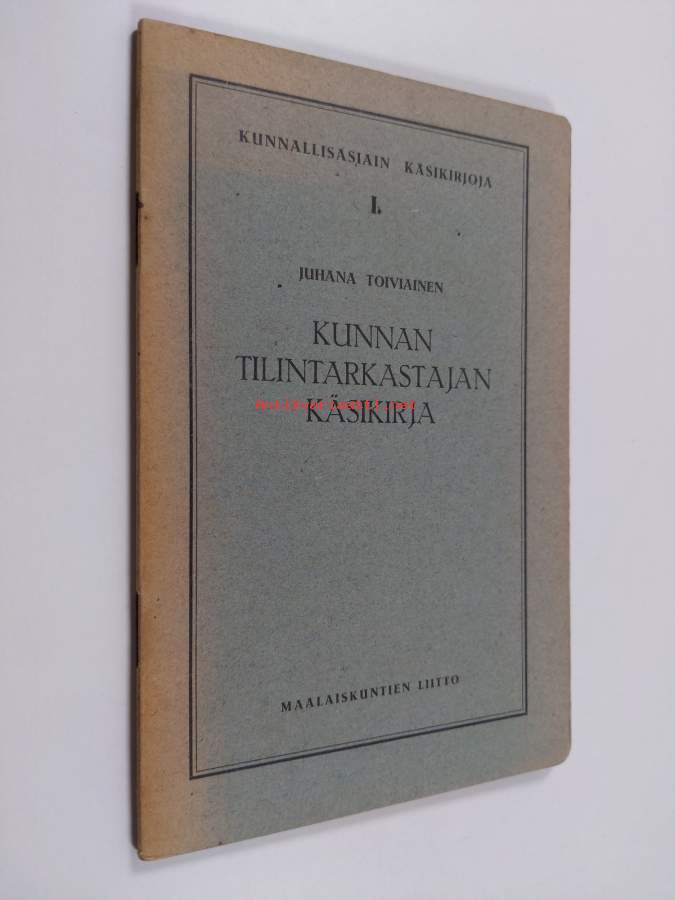 KUNNALLISASIAIN KÄSIKIRJOJA
I.
JUHANA TOIVIAINEN
KUNNAN
TILINTARKASTAJAN
KÄSIKIRJA
MAALAISKUNTIEN LIITTO